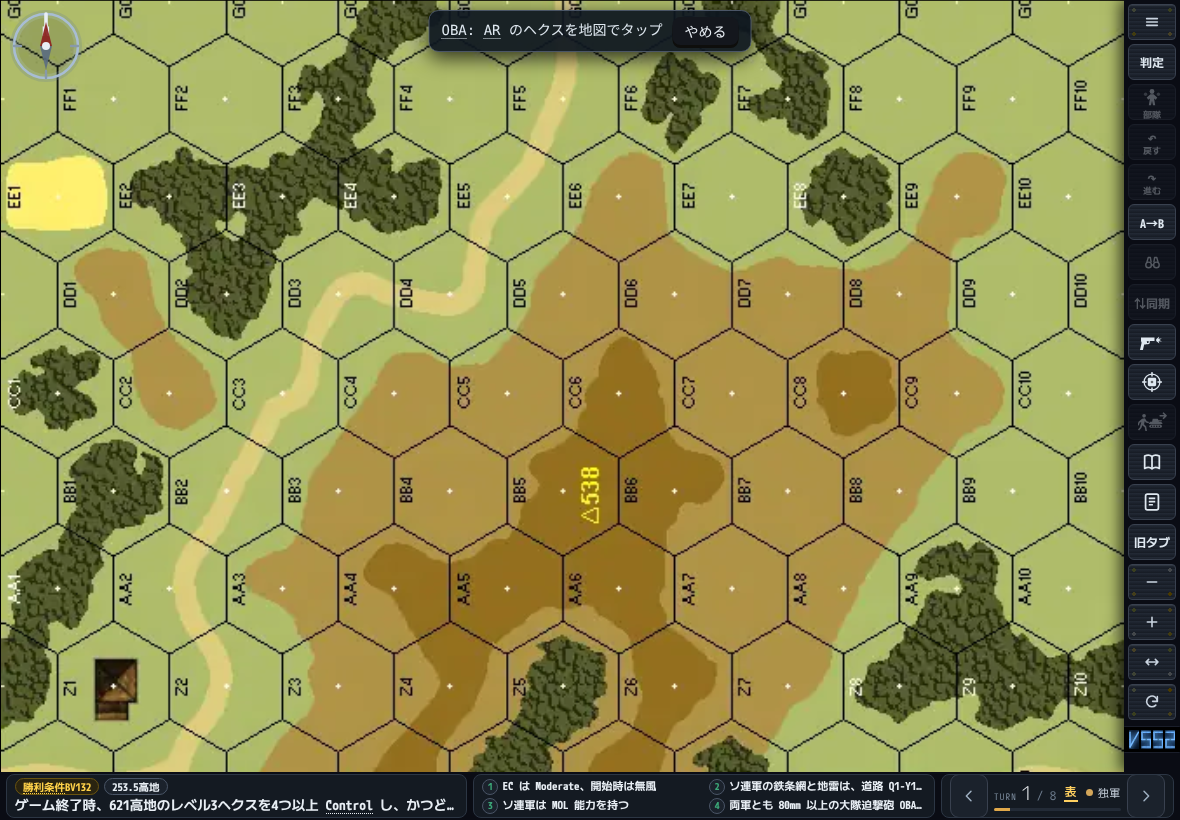 OBA: AR のヘクスを地図でタップ
やめる
FF1
FF2
FF3
FF4
FF5
FF6
FF7
FF8
FF9
FF10
EE1
EE2
EE3
EE4
EE5
EE6
EE7
EE8
EE9
EE10
DD1
DD2
DD3
DD4
DD5
DD6
DD7
DD8
DD9
DD10
CC1
CC2
CC3
CC4
CC5
CC6
CC7
CC8
CC9
CC10
△538
BB1
BB2
BB3
BB4
BB5
BB6
BB7
BB8
BB9
BB10
AA1
AA2
AA3
AA4
AA5
AA6
AA7
AA8
AA9
AA10
Z1
Z2
Z3
Z4
Z5
Z6
Z7
Z8
Z9
Z10
判定
部隊
戻す
進む
A→B
⇅同期
旧タブ
VSS2
勝利条件BV132
253.5高地
ゲーム終了時、621高地のレベル3ヘクスを4つ以上 Control し、かつど…
1 EC は Moderate、開始時は無風
2 ソ連軍の鉄条網と地雷は、道路 Q1-Y1…
3 ソ連軍は MOL 能力を持つ
4 両軍とも 80mm 以上の大隊迫撃砲 OBA…
TURN 1 / 8 表 独軍